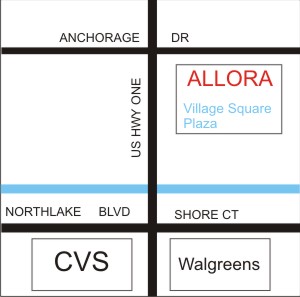 ANCHORAGE DR
US HWY ONE
ALLORA
Village Square
Plaza
NORTHLAKE BLVD
SHORE CT
CVS
Walgreens